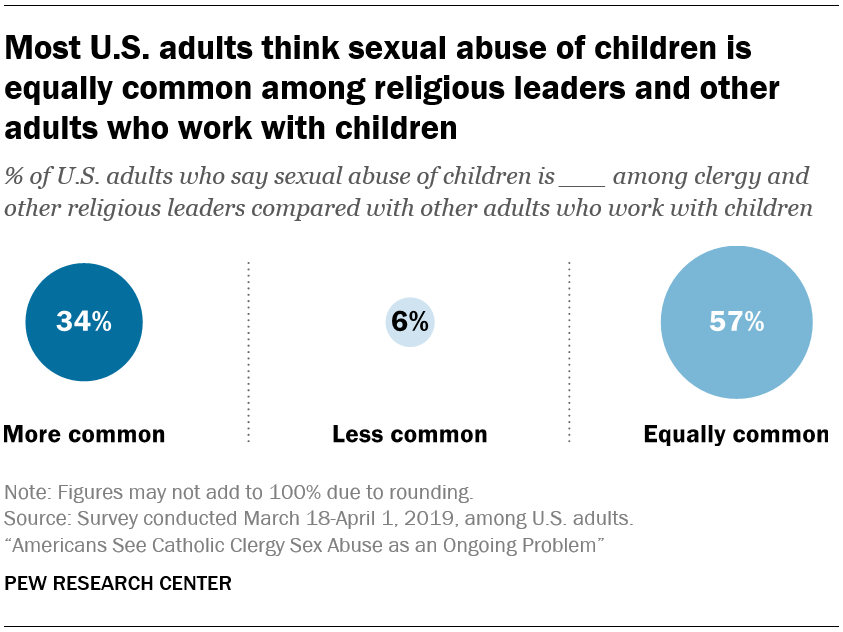 Most U.S. adults think sexual abuse of children is
equally common among religious leaders and other
adults who work with children
% of U.S. adults who say sexual abuse of children is ___ among clergy and
other religious leaders compared with other adults who work with children
34%
6%
57%
More common
Less common
Equally common
Note: Figures may not add to 100% due to rounding.
Source: Survey conducted March 18-April 1, 2019, among U.S. adults.
“Americans See Catholic Clergy Sex Abuse as an Ongoing Problem”
PEW RESEARCH CENTER